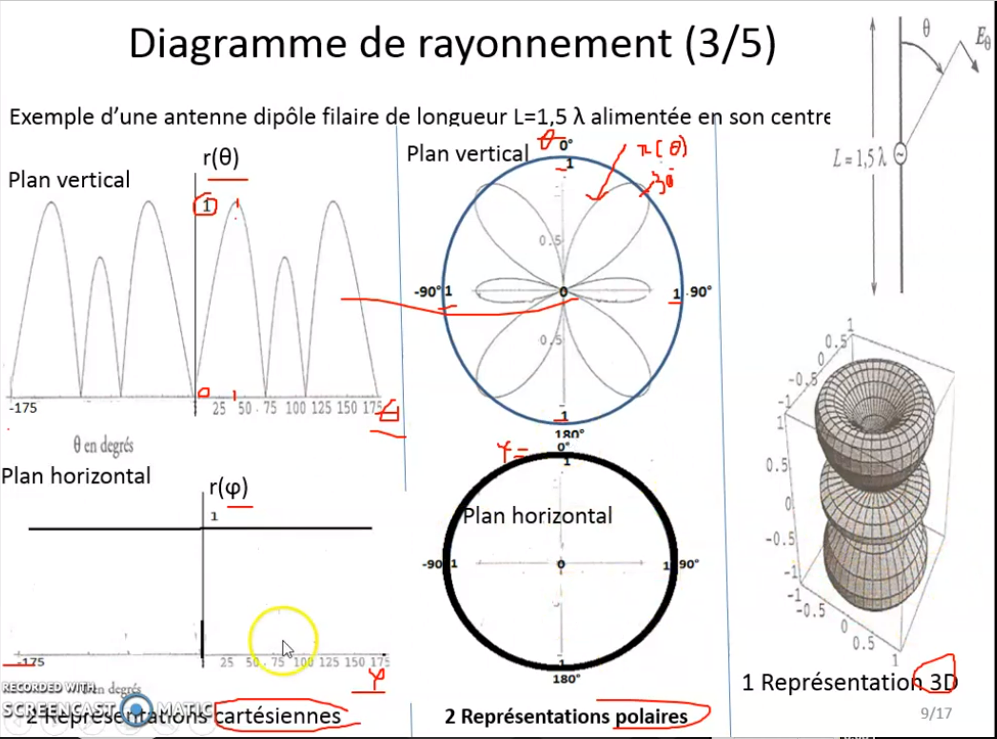 Diagramme de rayonnement (3/5)
θ
Eθ
Exemple d'une antenne dipôle filaire de longueur L=1,5 λ alimentée en son centre
L = 1,5 λ
Plan vertical
r(θ)
1
0
-175
25 50 75 100 125 150 175
θ en degrés
Plan vertical
θ 0°
1
r(θ)
30
0.5
-90° 1
0
1 90°
0.5
1
180°
Plan horizontal
r(φ)
1
-175
25 50 75 100 125 150 175
φ
en degrés
2 Représentations cartésiennes
φ =
0°
1
Plan horizontal
-90 1
0
1 90°
1
180°
2 Représentations polaires
1
0.5
0
-0.5
-1
1
0.5
0
-0.5
-1
-1
-0.5
0
0.5
1
1 Représentation 3D
RECORDED WITH
SCREENCAST MATIC
9/17